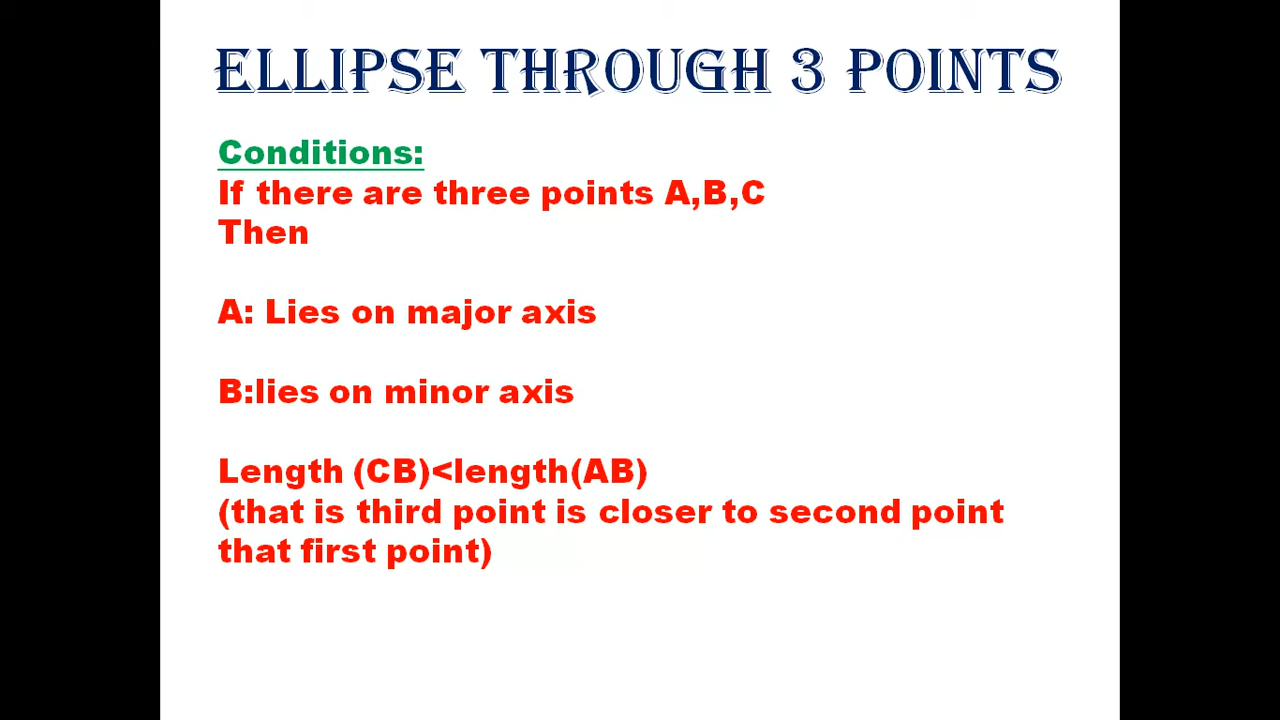 ELLIPSE THROUGH 3 POINTS
Conditions:
If there are three points A,B,C
Then
A: Lies on major axis
B:lies on minor axis
Length (CB)<length(AB)
(that is third point is closer to second point
that first point)